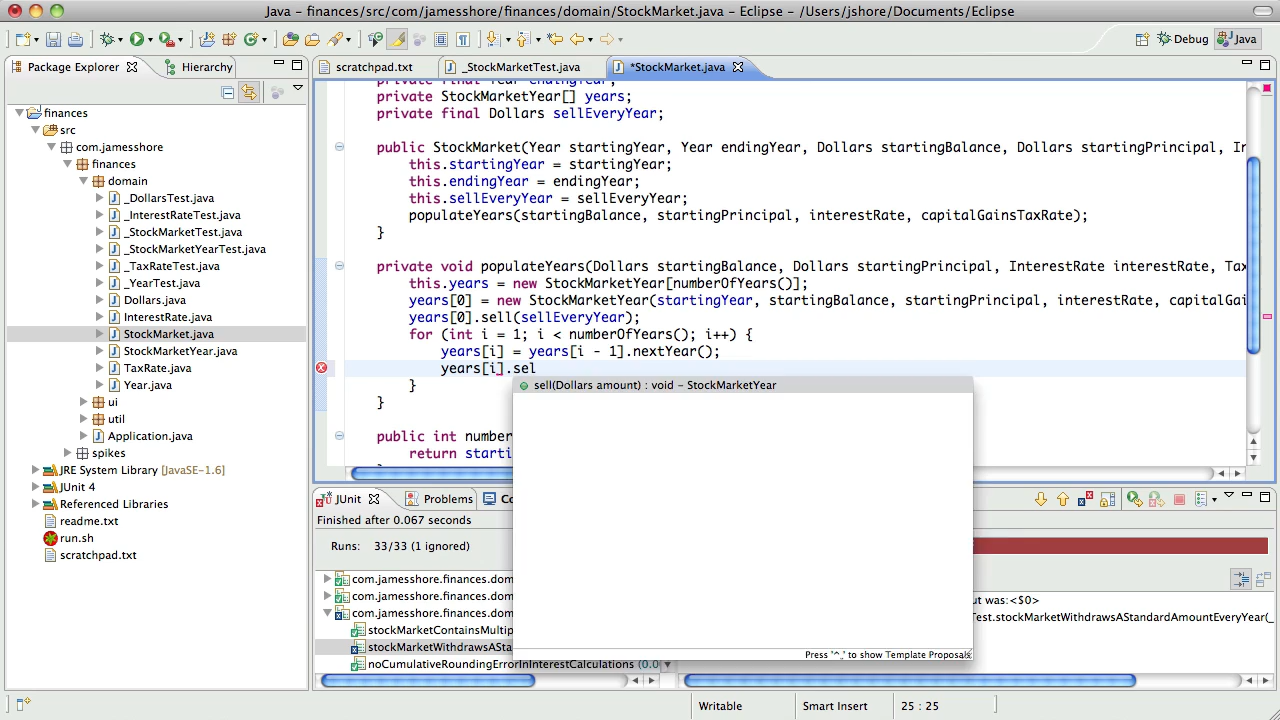 Java – finances/src/com/jamesshore/finances/domain/StockMarket.java – Eclipse – /Users/jshore/Documents/Eclipse
Debug Java
Package Explorer Hierarchy
finances
src
com.jamesshore
finances
domain
_DollarsTest.java
_InterestRateTest.java
_StockMarketTest.java
_StockMarketYearTest.java
_TaxRateTest.java
_YearTest.java
Dollars.java
InterestRate.java
StockMarket.java
StockMarketYear.java
TaxRate.java
Year.java
ui
util
Application.java
spikes
JRE System Library [JavaSE-1.6]
JUnit 4
Referenced Libraries
readme.txt
run.sh
scratchpad.txt
scratchpad.txt _StockMarketTest.java *StockMarket.java
private final Year endingYear;
private StockMarketYear[] years;
private final Dollars sellEveryYear;
public StockMarket(Year startingYear, Year endingYear, Dollars startingBalance, Dollars startingPrincipal, In
this.startingYear = startingYear;
this.endingYear = endingYear;
this.sellEveryYear = sellEveryYear;
populateYears(startingBalance, startingPrincipal, interestRate, capitalGainsTaxRate);
}
private void populateYears(Dollars startingBalance, Dollars startingPrincipal, InterestRate interestRate, Tax
this.years = new StockMarketYear[numberOfYears()];
years[0] = new StockMarketYear(startingYear, startingBalance, startingPrincipal, interestRate, capitalGai
years[0].sell(sellEveryYear);
for (int i = 1; i < numberOfYears(); i++) {
years[i] = years[i - 1].nextYear();
years[i].sel
}
}
public int number
return starti
sell(Dollars amount) : void – StockMarketYear
Press '^␣' to show Template Proposals
JUnit Problems Co
Finished after 0.067 seconds
Runs: 33/33 (1 ignored)
com.jamesshore.finances.dom
com.jamesshore.finances.dom
com.jamesshore.finances.dom
stockMarketContainsMultip
stockMarketWithdrawsASta
noCumulativeRoundingErrorInInterestCalculations (0.0
ut was:<$0>
Test.stockMarketWithdrawsAStandardAmountEveryYear(_
Writable Smart Insert 25 : 25